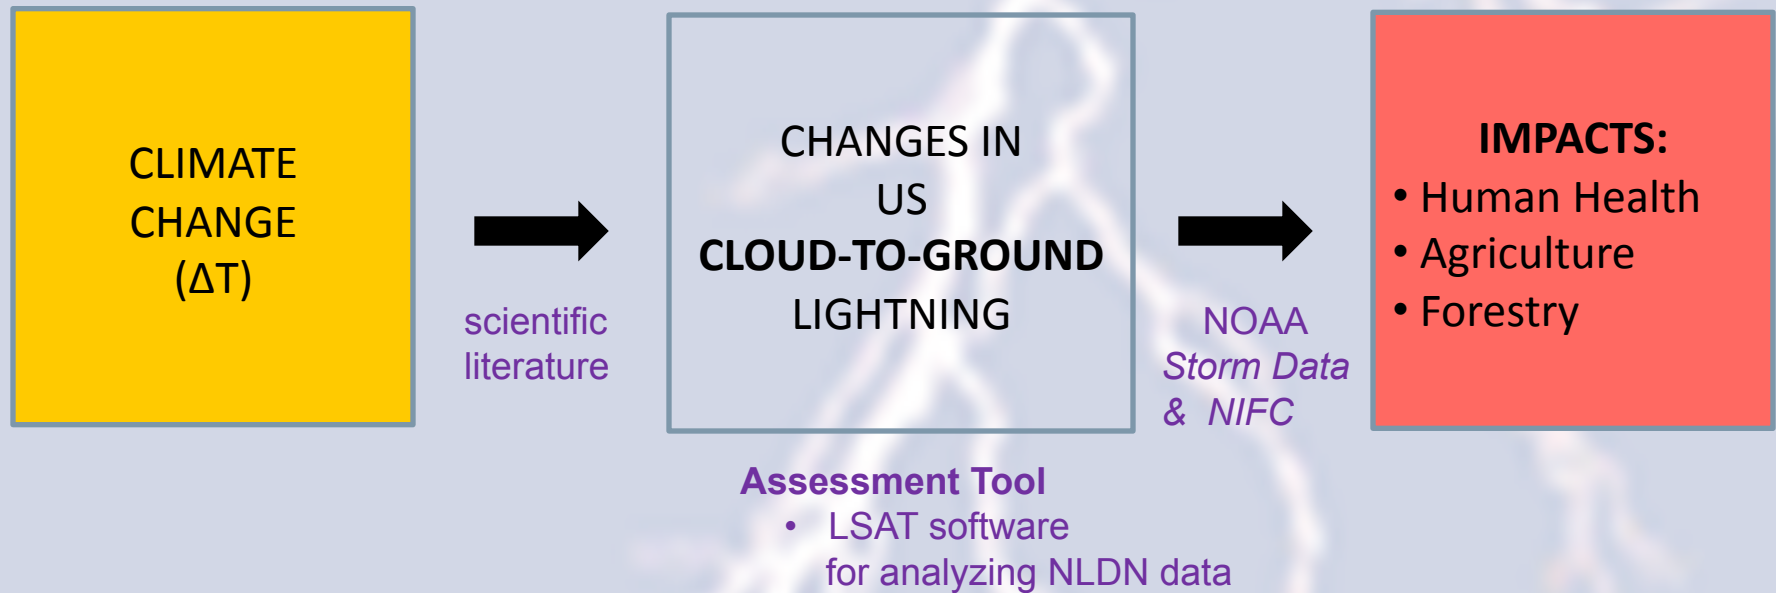 CLIMATE
CHANGE
(ΔT)
scientific
literature
CHANGES IN
US
CLOUD-TO-GROUND
LIGHTNING
Assessment Tool
• LSAT software
for analyzing NLDN data
NOAA
Storm Data
& NIFC
IMPACTS:
• Human Health
• Agriculture
• Forestry